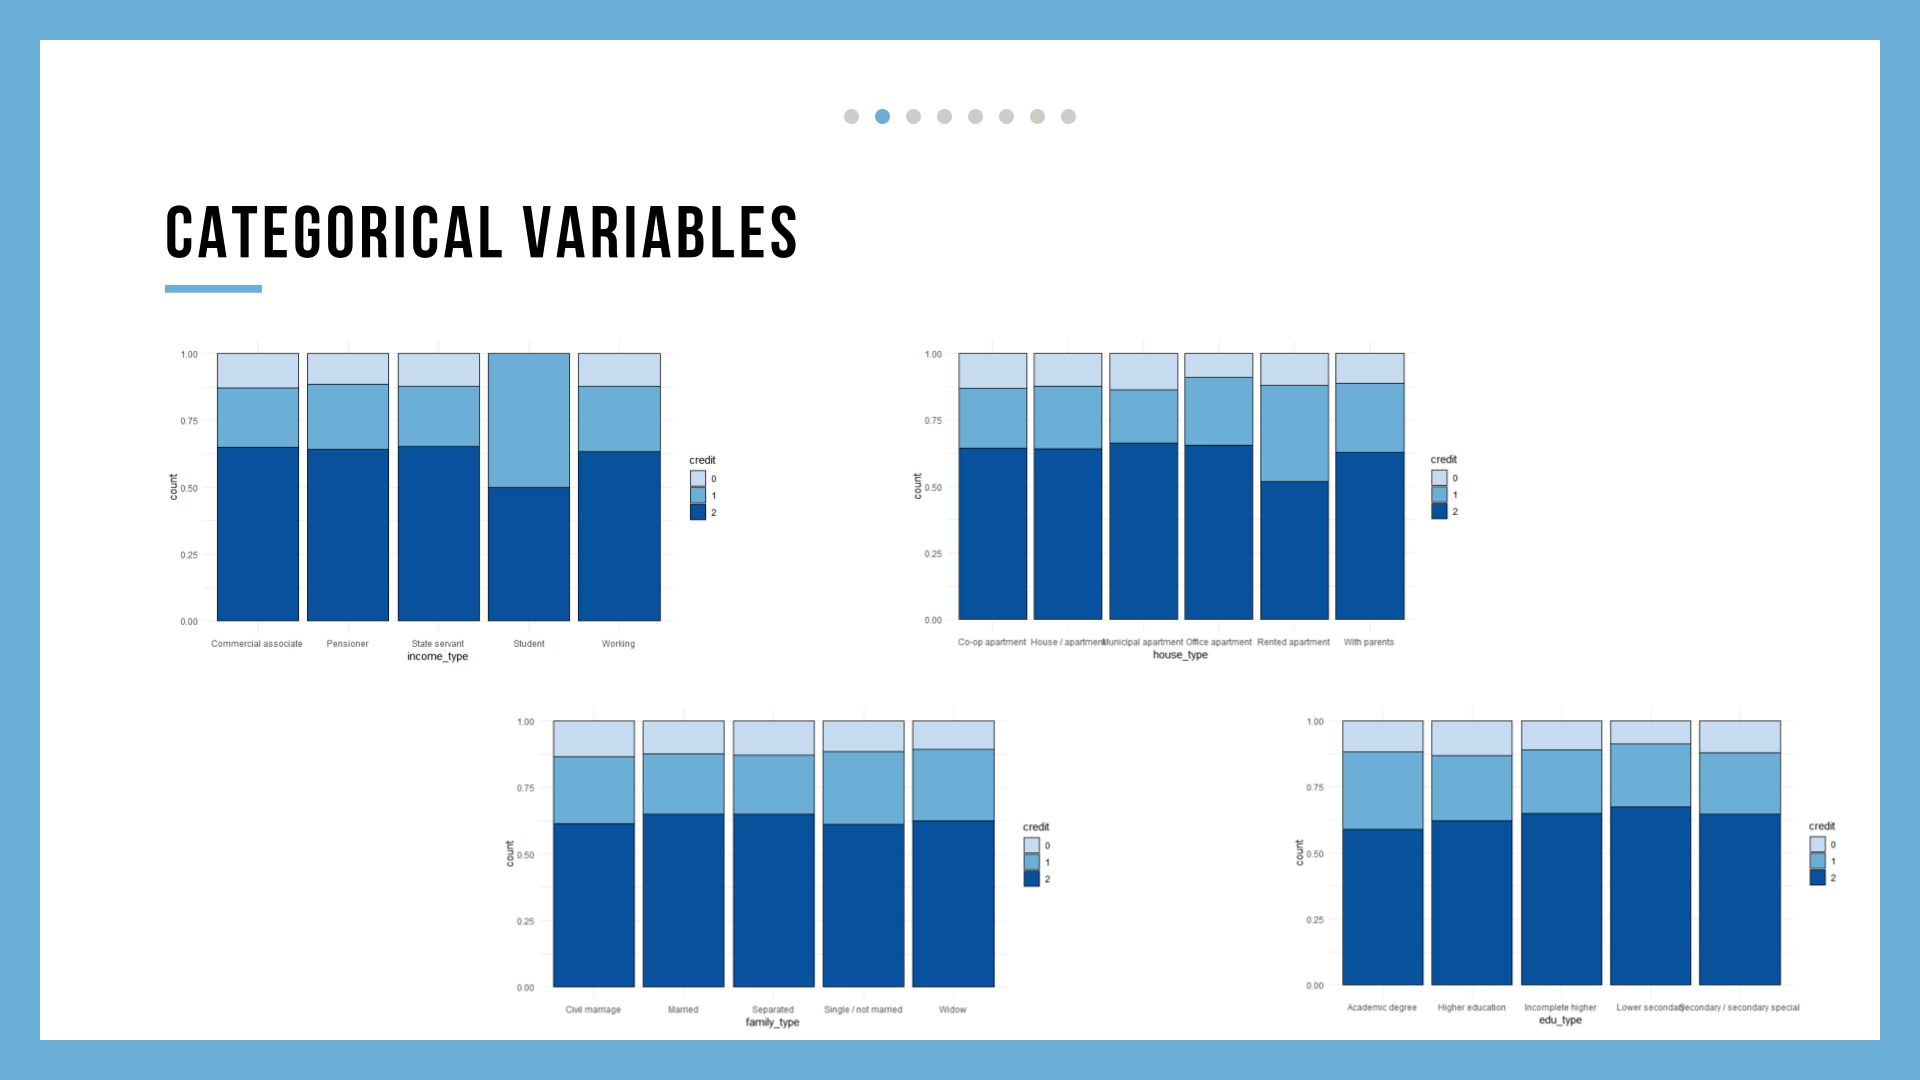 CATEGORICAL VARIABLES
1.00
0.75
0.50
0.25
0.00
count
Commercial associate Pensioner State servant Student Working
income_type
credit
0
1
2
1.00
0.75
0.50
0.25
0.00
count
Co-op apartment House / apartment Municipal apartment Office apartment Rented apartment With parents
house_type
credit
0
1
2
1.00
0.75
0.50
0.25
0.00
count
Civil marriage Married Separated Single / not married Widow
family_type
credit
0
1
2
1.00
0.75
0.50
0.25
0.00
count
Academic degree Higher education Incomplete higher Lower secondary Secondary / secondary special
edu_type
credit
0
1
2